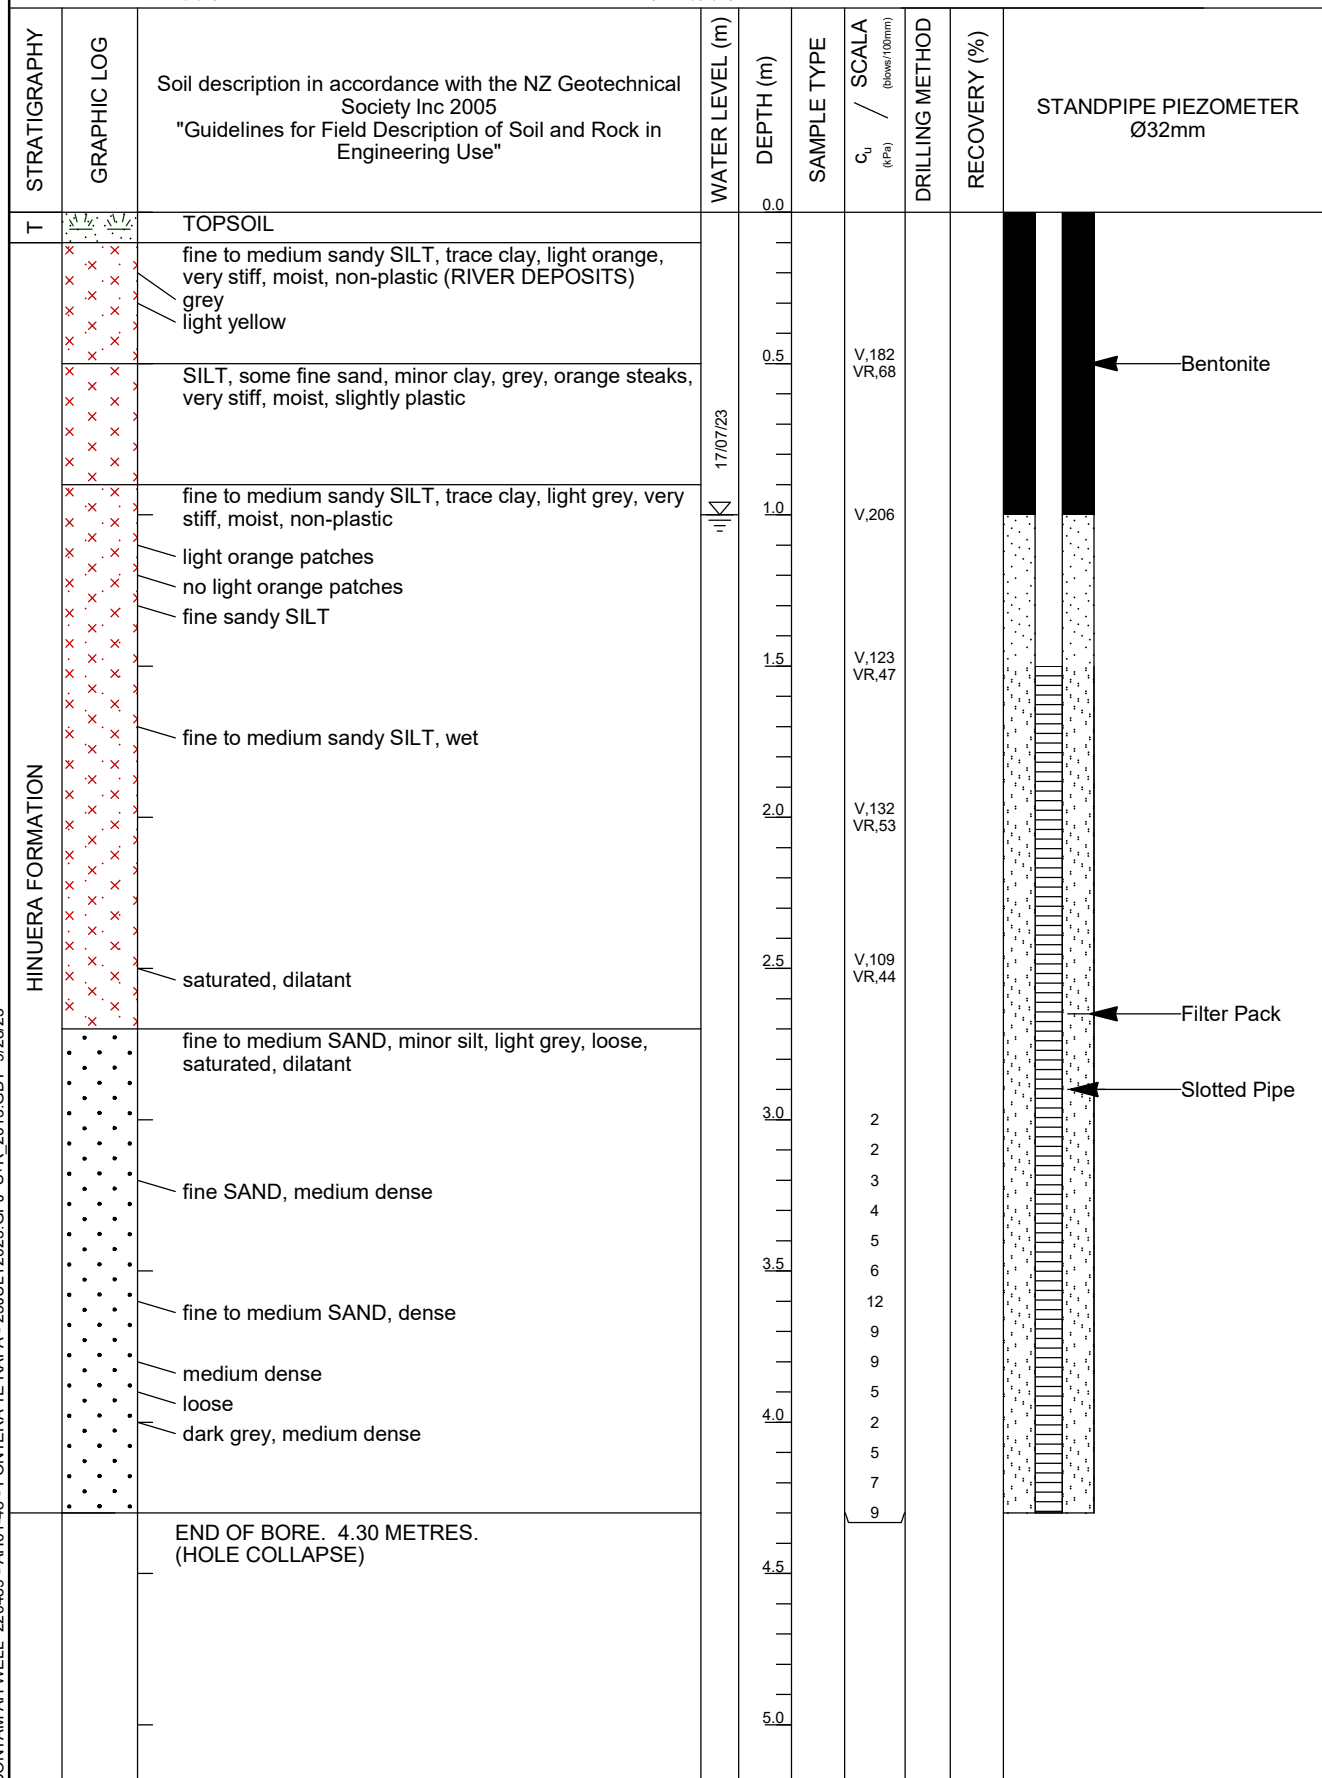 STRATIGRAPHY
GRAPHIC LOG
Soil description in accordance with the NZ Geotechnical
Society Inc 2005
"Guidelines for Field Description of Soil and Rock in
Engineering Use"
WATER LEVEL (m)
DEPTH (m)
SAMPLE TYPE
cu (kPa) / SCALA (blows/100mm)
DRILLING METHOD
RECOVERY (%)
STANDPIPE PIEZOMETER
Ø32mm
0.0
T
TOPSOIL
fine to medium sandy SILT, trace clay, light orange,
very stiff, moist, non-plastic (RIVER DEPOSITS)
grey
light yellow
0.5
V,182
VR,68
Bentonite
SILT, some fine sand, minor clay, grey, orange steaks,
very stiff, moist, slightly plastic
17/07/23
fine to medium sandy SILT, trace clay, light grey, very
stiff, moist, non-plastic
1.0
V,206
light orange patches
no light orange patches
fine sandy SILT
1.5
V,123
VR,47
fine to medium sandy SILT, wet
HINUERA FORMATION
2.0
V,132
VR,53
2.5
V,109
VR,44
saturated, dilatant
Filter Pack
fine to medium SAND, minor silt, light grey, loose,
saturated, dilatant
Slotted Pipe
3.0
2
2
3
fine SAND, medium dense
4
5
3.5
6
12
fine to medium SAND, dense
9
9
medium dense
5
loose
4.0
2
dark grey, medium dense
5
7
9
END OF BORE. 4.30 METRES.
(HOLE COLLAPSE)
4.5
5.0